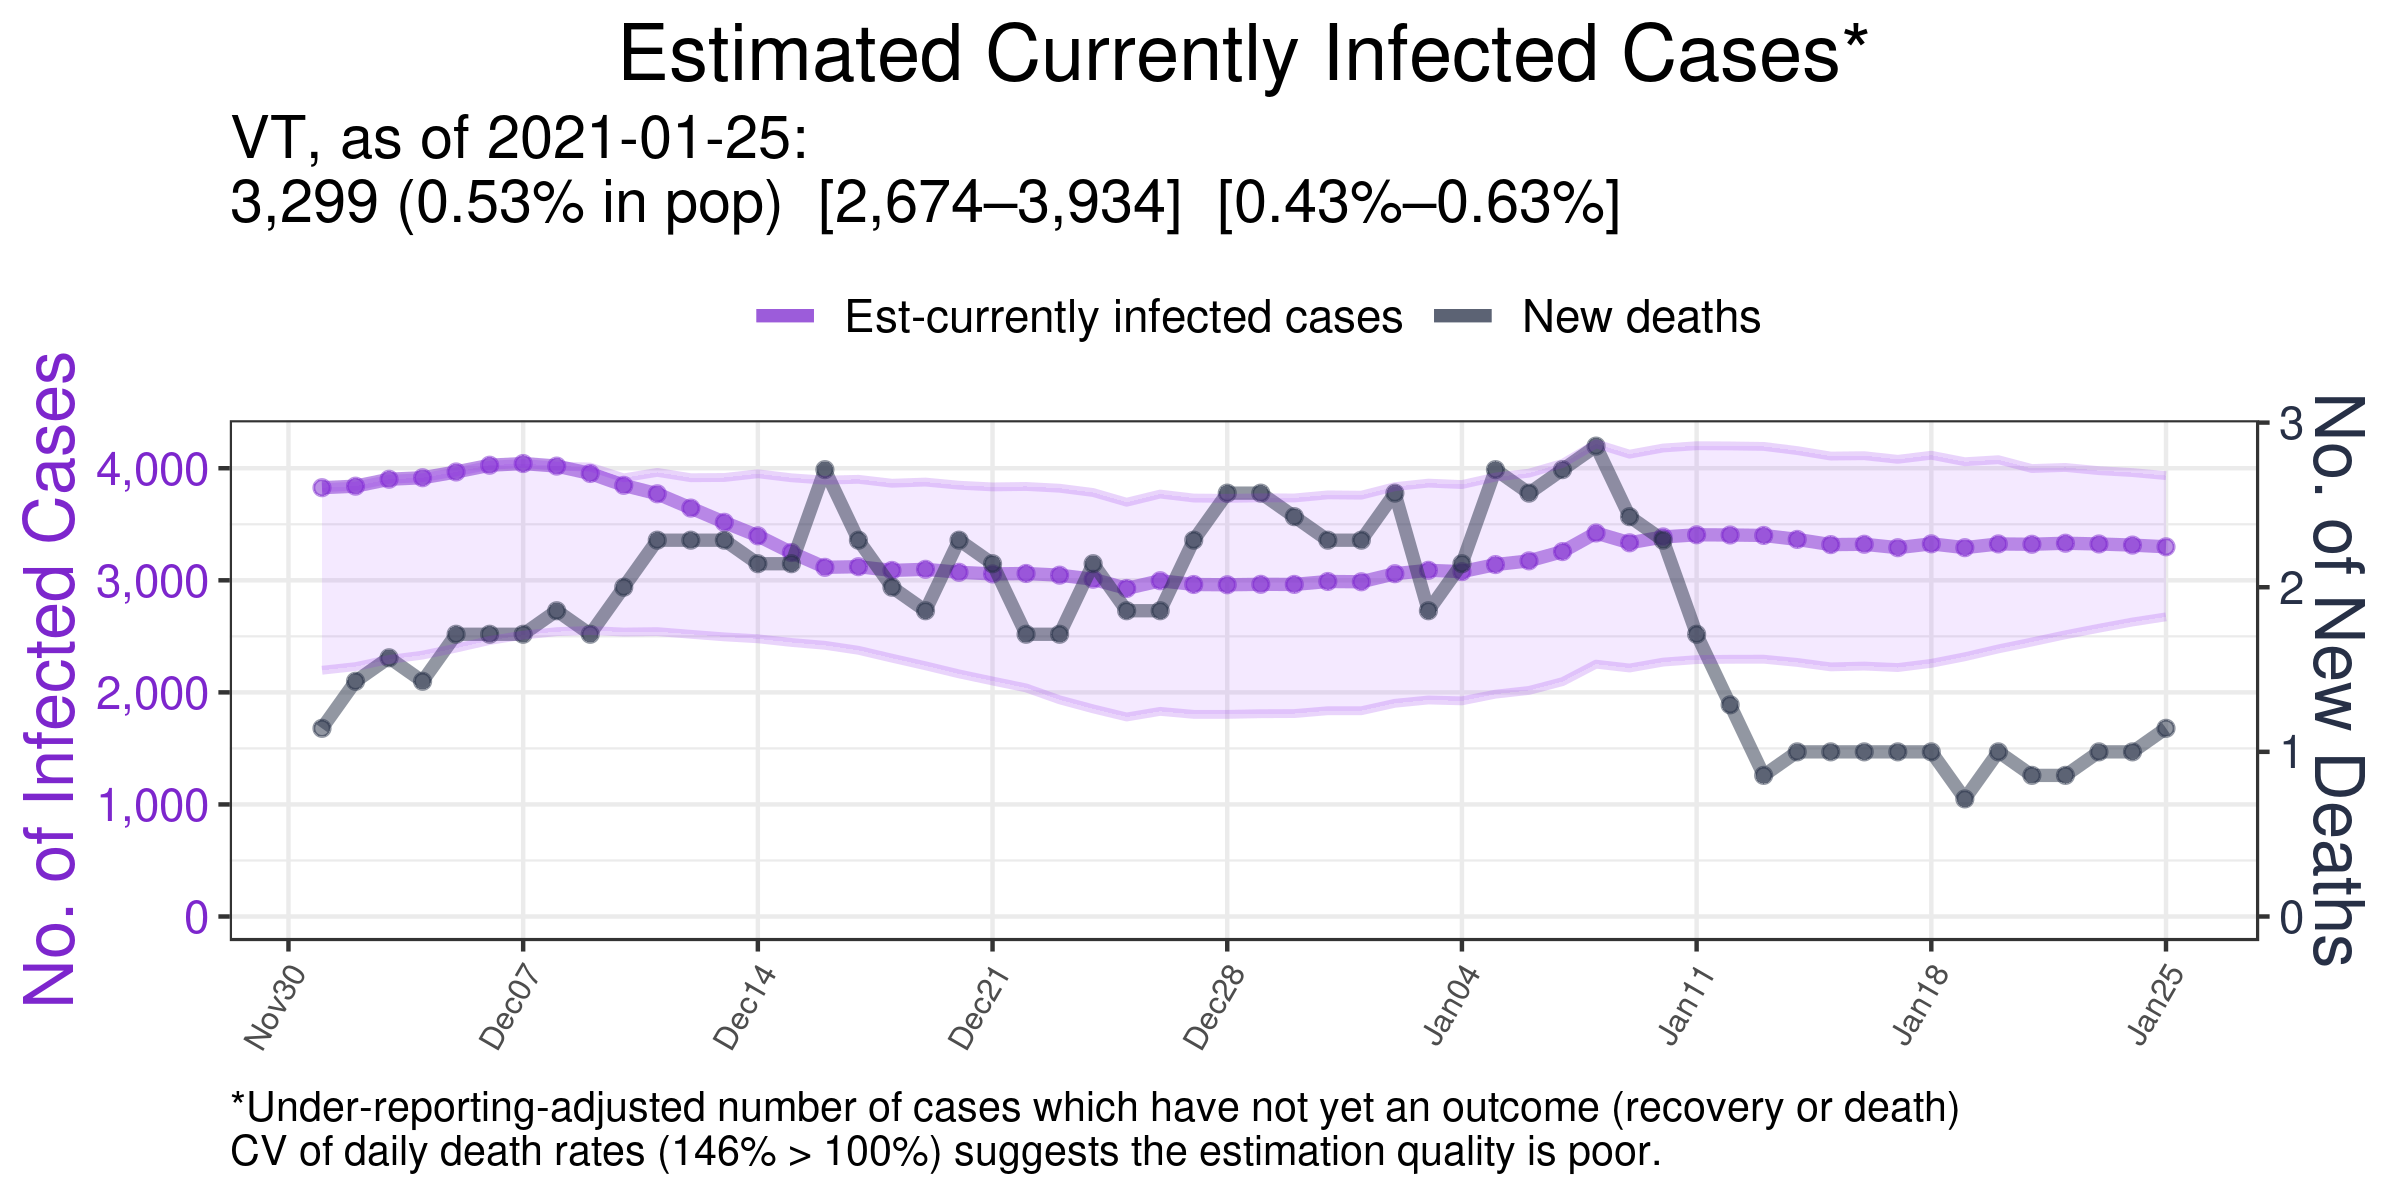 Estimated Currently Infected Cases*
VT, as of 2021-01-25:
3,299 (0.53% in pop) [2,674–3,934] [0.43%–0.63%]
Est-currently infected cases
New deaths
No. of Infected Cases
4,000
3,000
2,000
1,000
0
3
2
1
0
No. of New Deaths
Nov30
Dec07
Dec14
Dec21
Dec28
Jan04
Jan11
Jan18
Jan25
*Under-reporting-adjusted number of cases which have not yet an outcome (recovery or death)
CV of daily death rates (146% > 100%) suggests the estimation quality is poor.